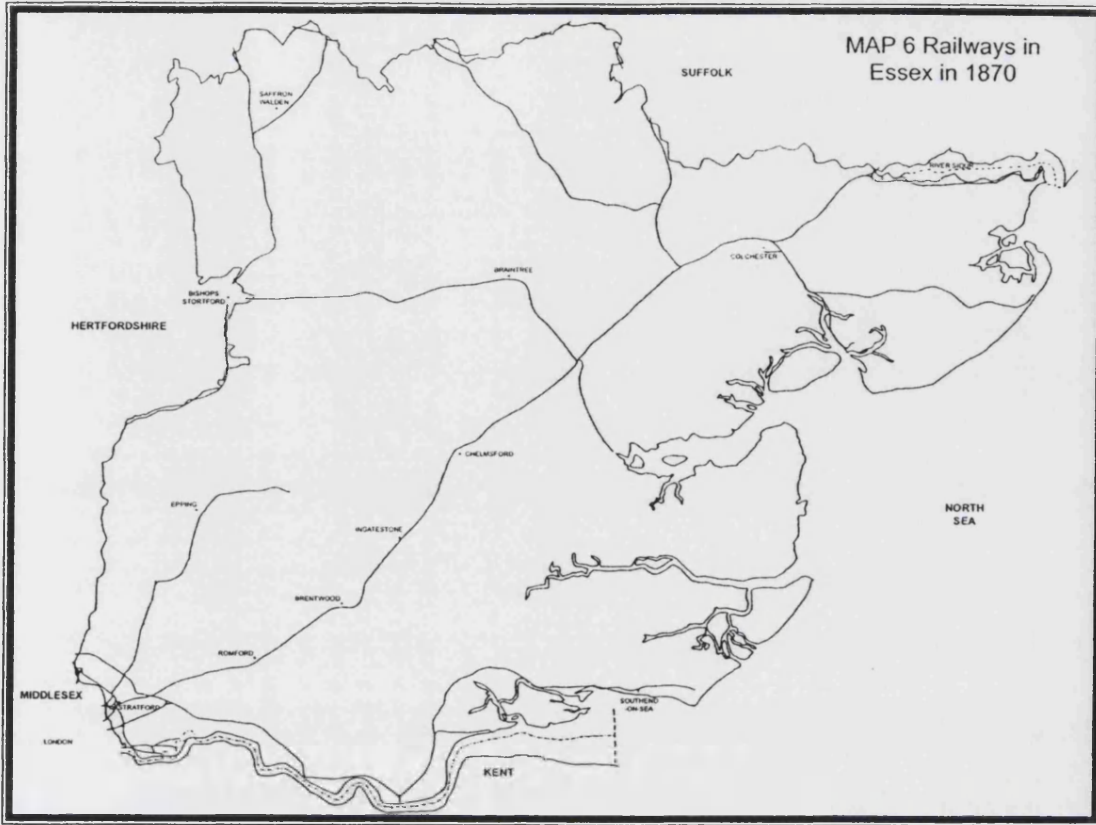 MAP 6 Railways in
Essex in 1870
SUFFOLK
SAFFRON
WALDEN
RIVER STOUR
COLCHESTER
BRAINTREE
BISHOPS
STORTFORD
HERTFORDSHIRE
CHELMSFORD
EPPING
NORTH
SEA
INGATESTONE
BRENTWOOD
ROMFORD
MIDDLESEX
STRATFORD
SOUTHEND
-ON-SEA
LONDON
KENT